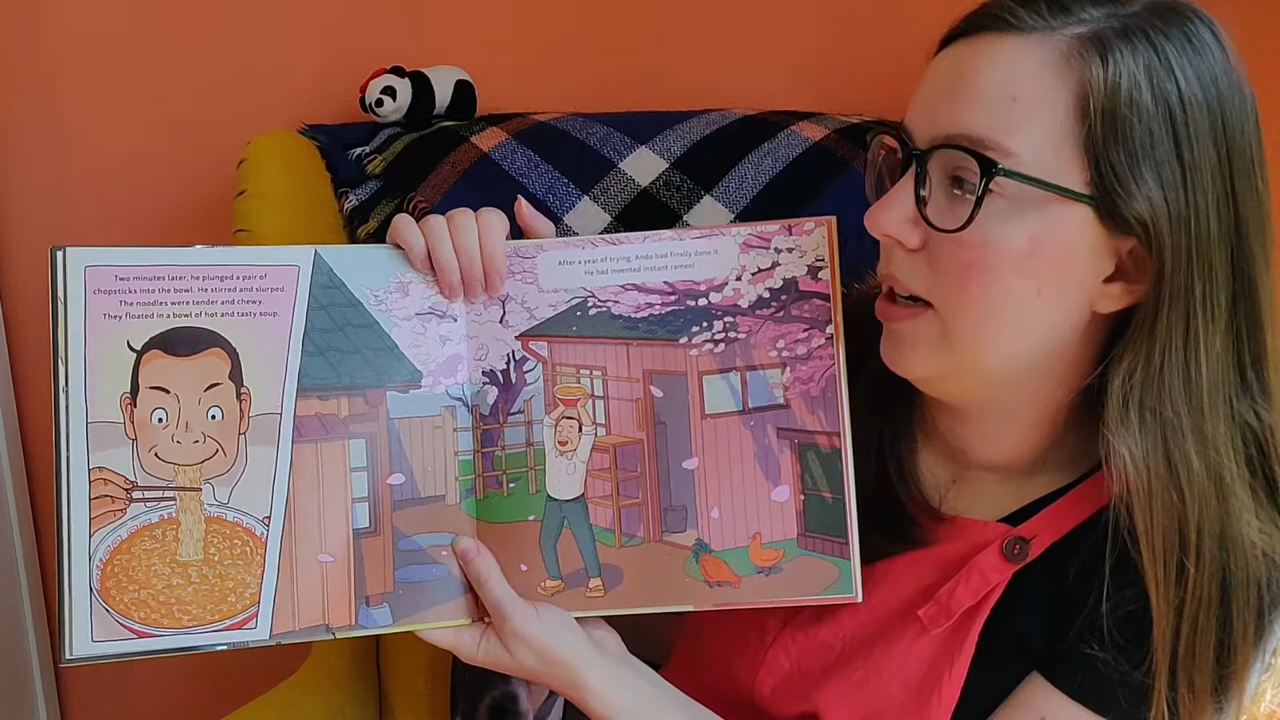 Two minutes later, he plunged a pair of
chopsticks into the bowl. He stirred and slurped.
The noodles were tender and chewy.
They floated in a bowl of hot and tasty soup.
After a year of trying, Ando had finally done it.
He had invented instant ramen!